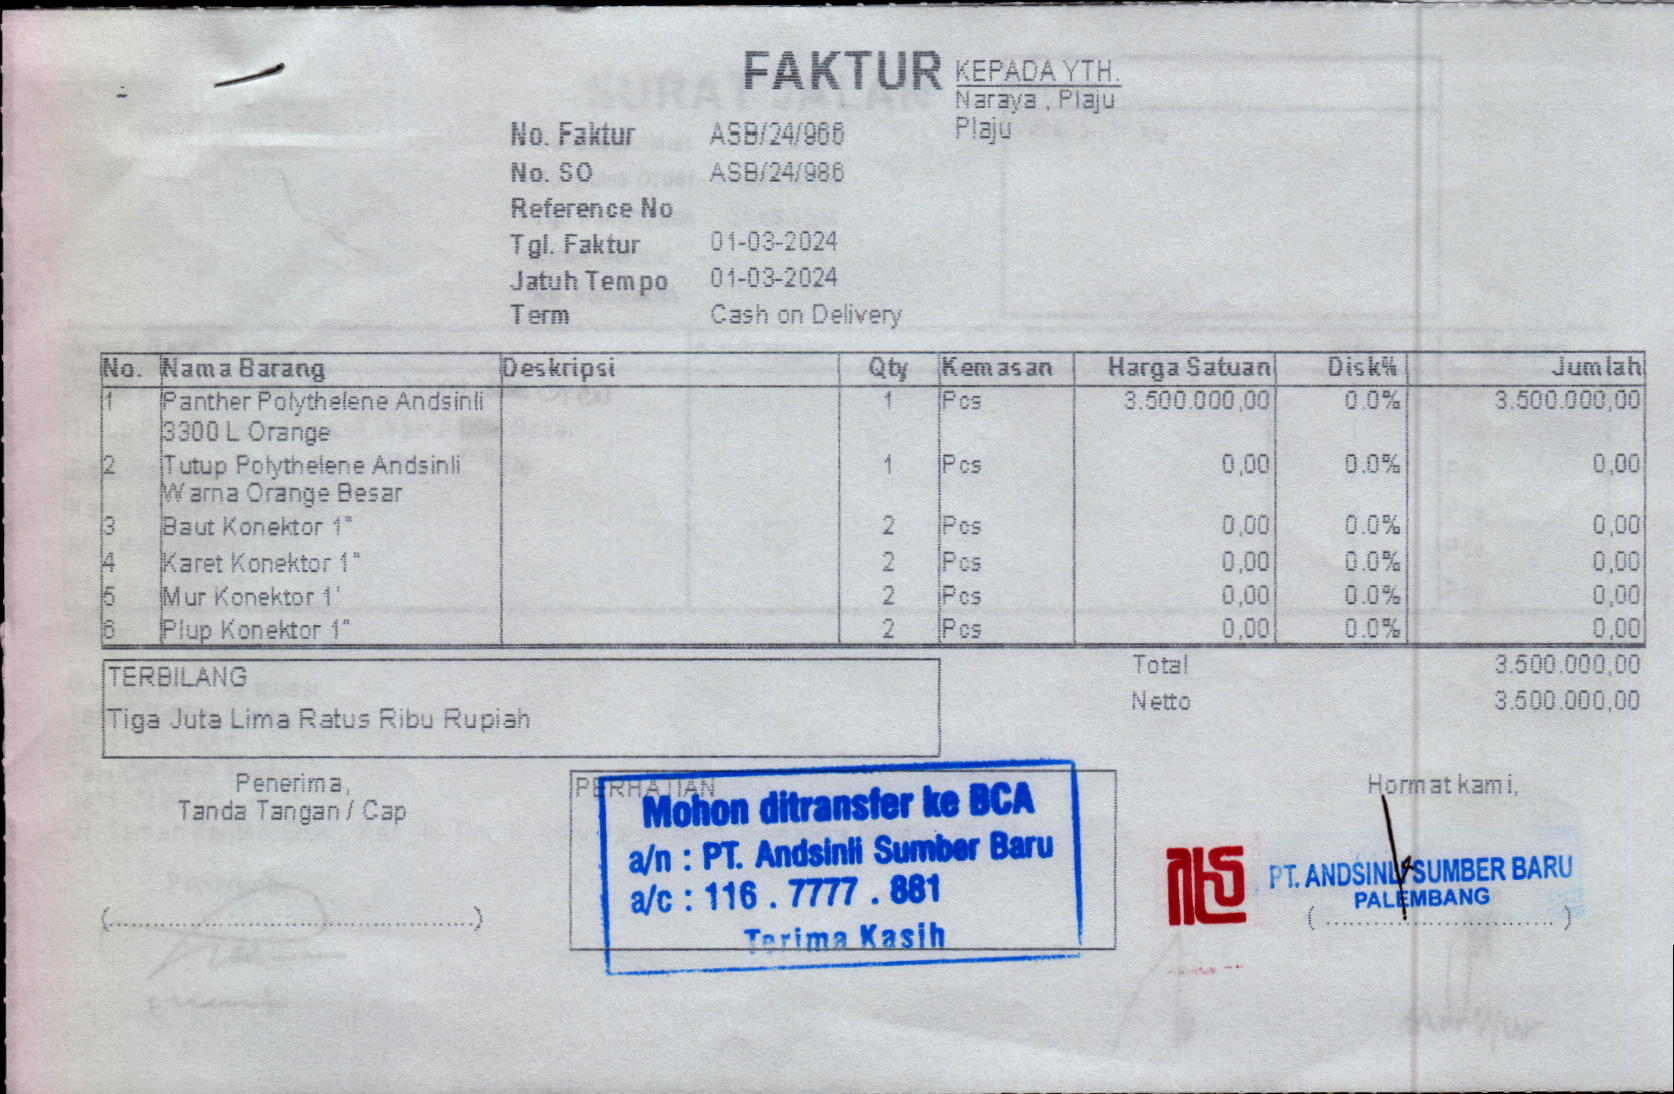 FAKTUR
KEPADA YTH.
Naraya , Plaju
Plaju
No. Faktur ASB/24/966
No. SO ASB/24/986
Reference No
Tgl. Faktur 01-03-2024
Jatuh Tempo 01-03-2024
Term Cash on Delivery
No. Nama Barang Deskripsi Qty Kemasan Harga Satuan Disk% Jumlah
1 Panther Polythelene Andsinli 1 Pcs 3.500.000,00 0.0% 3.500.000,00
3300 L Orange
2 Tutup Polythelene Andsinli 1 Pcs 0,00 0.0% 0,00
Warna Orange Besar
3 Baut Konektor 1" 2 Pcs 0,00 0.0% 0,00
4 Karet Konektor 1" 2 Pcs 0,00 0.0% 0,00
5 Mur Konektor 1' 2 Pcs 0,00 0.0% 0,00
6 Plup Konektor 1" 2 Pcs 0,00 0.0% 0,00
Total 3.500.000,00
Netto 3.500.000,00
TERBILANG
Tiga Juta Lima Ratus Ribu Rupiah
Penerima,
Tanda Tangan / Cap
(..........................................)
PERHATIAN
Mohon ditransfer ke BCA
a/n : PT. Andsinli Sumber Baru
a/c : 116 . 7777 . 881
Terima Kasih
Hormat kami,
PT. ANDSINLI SUMBER BARU
PALEMBANG
( ............................ )